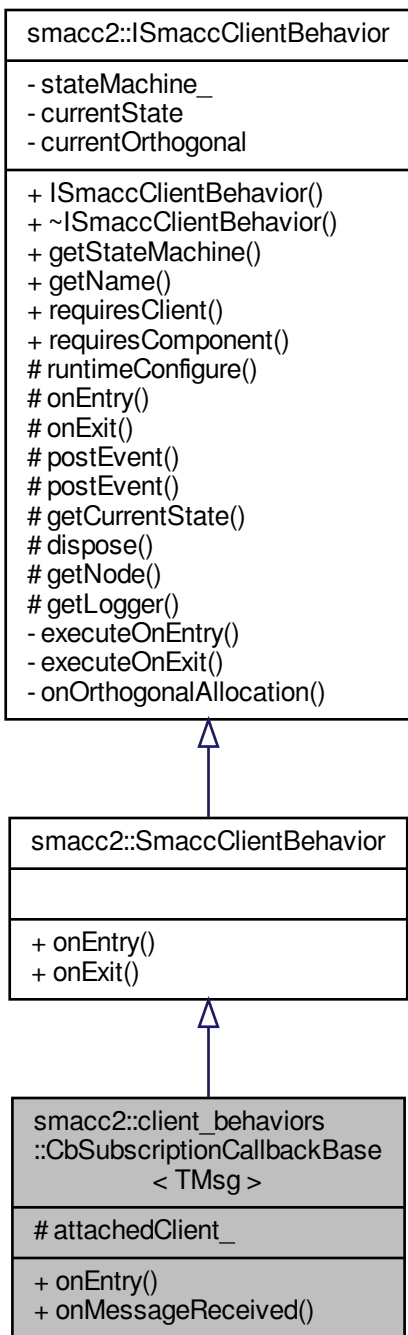 smacc2::ISmaccClientBehavior
- stateMachine_
- currentState
- currentOrthogonal
+ ISmaccClientBehavior()
+ ~ISmaccClientBehavior()
+ getStateMachine()
+ getName()
+ requiresClient()
+ requiresComponent()
# runtimeConfigure()
# onEntry()
# onExit()
# postEvent()
# postEvent()
# getCurrentState()
# dispose()
# getNode()
# getLogger()
- executeOnEntry()
- executeOnExit()
- onOrthogonalAllocation()
smacc2::SmaccClientBehavior
+ onEntry()
+ onExit()
smacc2::client_behaviors
::CbSubscriptionCallbackBase
< TMsg >
# attachedClient_
+ onEntry()
+ onMessageReceived()